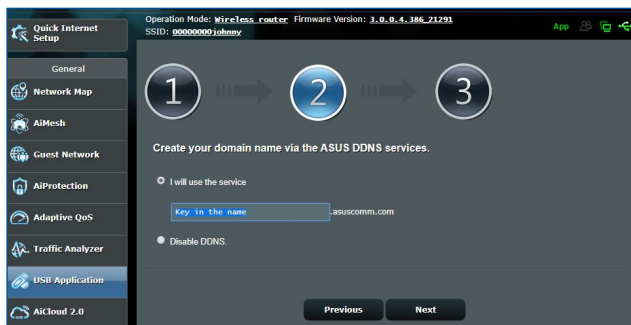 Quick Internet
Setup
Operation Mode: Wireless router Firmware Version: 3.0.0.4.386_21291
SSID: 00000000johnny
App
General
Network Map
AiMesh
Guest Network
AiProtection
Adaptive QoS
Traffic Analyzer
USB Application
AiCloud 2.0
1
2
3
Create your domain name via the ASUS DDNS services.
I will use the service
Key in the name .asuscomm.com
Disable DDNS.
Previous Next